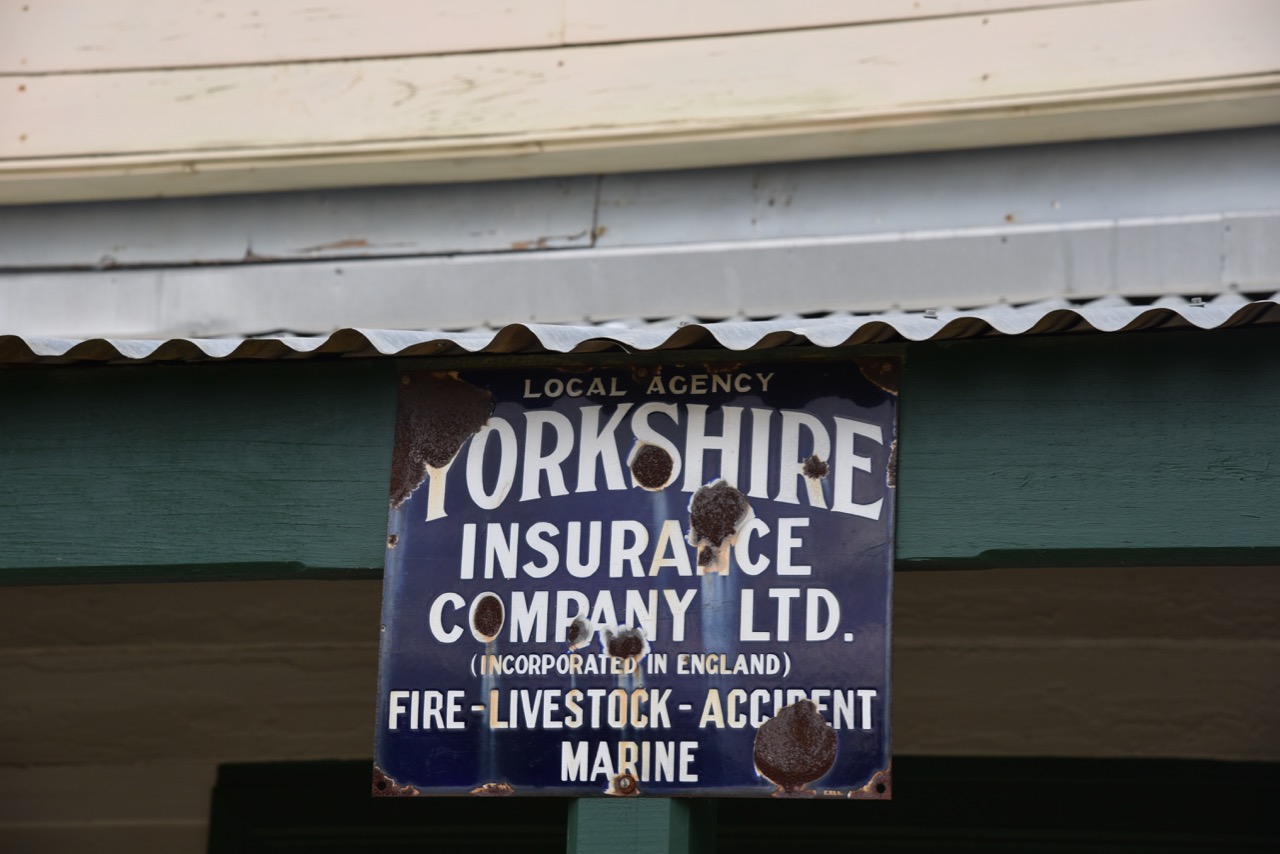 LOCAL AGENCY
YORKSHIRE
INSURANCE
COMPANY LTD.
(INCORPORATED IN ENGLAND)
FIRE-LIVESTOCK-ACCIDENT
MARINE